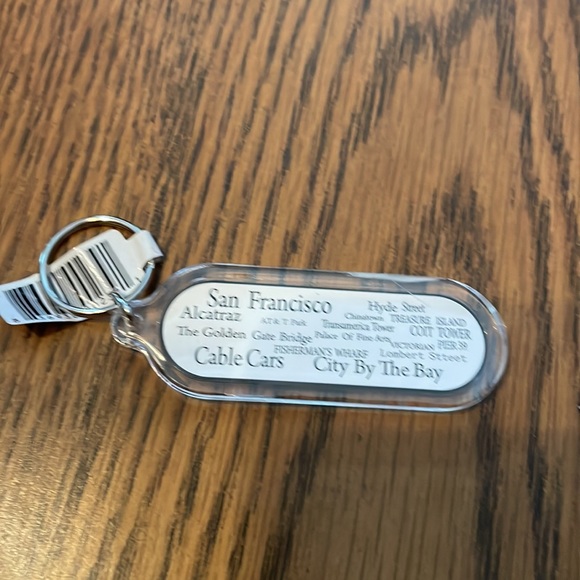 San Francisco Hyde Street
Alcatraz AT&T Park Chinatown TREASURE ISLAND
Transamerica Tower COIT TOWER
The Golden Gate Bridge Palace Of Fine Arts VICTORIAN PIER 39
FISHERMAN'S WHARF Lombert Street
Cable Cars City By The Bay